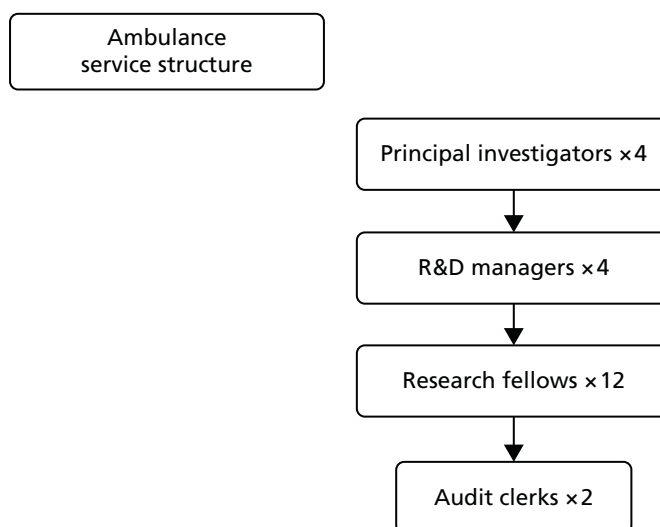 Ambulance
service structure
Principal investigators ×4
R&D managers ×4
Research fellows ×12
Audit clerks ×2